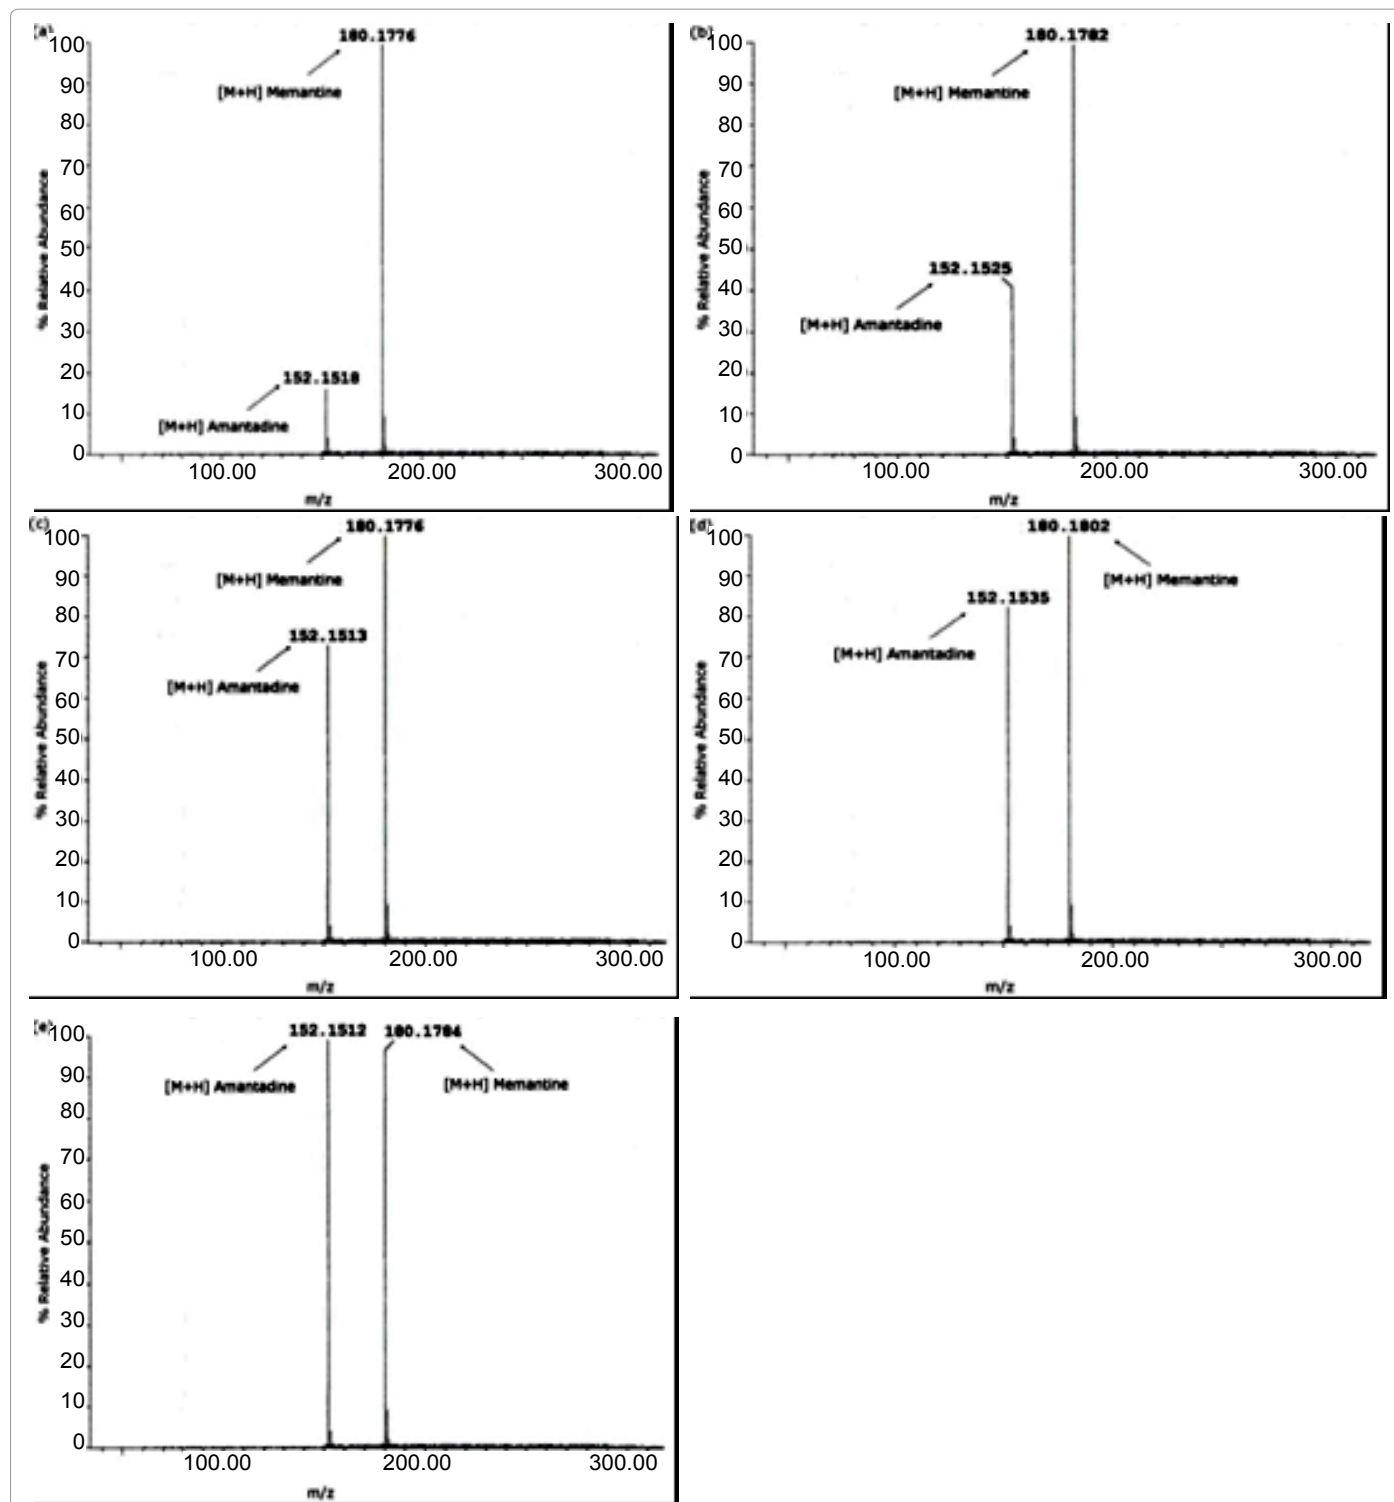 (a)
180.1776
[M+H] Memantine
152.1518
[M+H] Amantadine
100
90
80
70
60
50
40
30
20
10
0
% Relative Abundance
100.00 200.00 300.00
m/z
(b)
180.1782
[M+H] Memantine
152.1525
[M+H] Amantadine
100
90
80
70
60
50
40
30
20
10
0
% Relative Abundance
100.00 200.00 300.00
m/z
(c)
180.1776
[M+H] Memantine
152.1513
[M+H] Amantadine
100
90
80
70
60
50
40
30
20
10
0
% Relative Abundance
100.00 200.00 300.00
m/z
(d)
180.1802
[M+H] Memantine
152.1535
[M+H] Amantadine
100
90
80
70
60
50
40
30
20
10
0
% Relative Abundance
100.00 200.00 300.00
m/z
(e)
152.1512 180.1784
[M+H] Amantadine [M+H] Memantine
100
90
80
70
60
50
40
30
20
10
0
% Relative Abundance
100.00 200.00 300.00
m/z